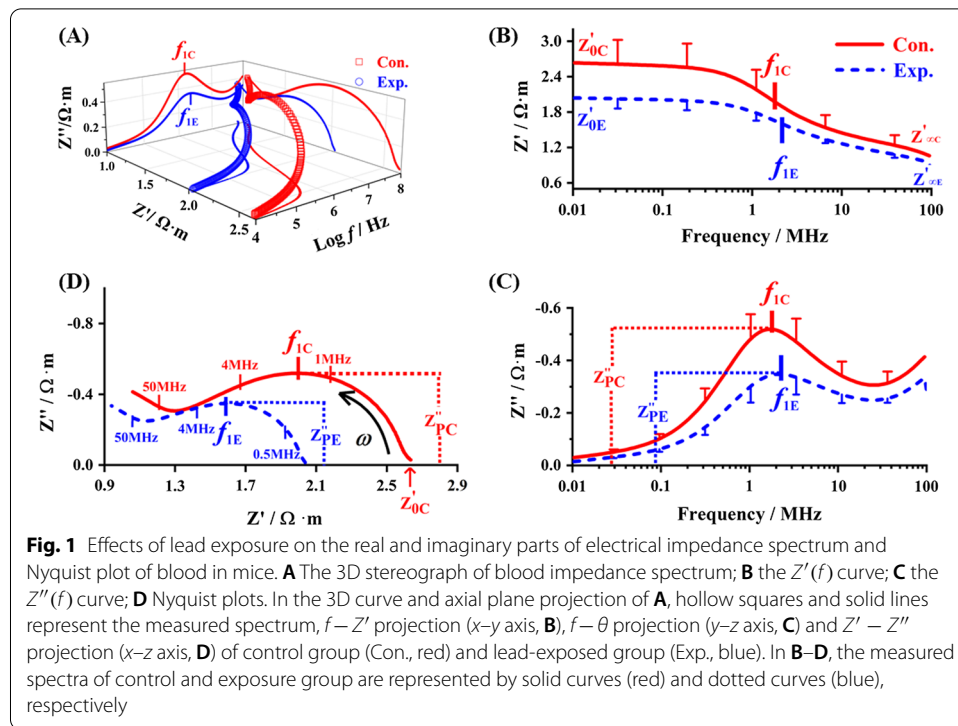 (A)
f1C
f1E
Con.
Exp.
Z''/ Ω·m
0.4
0.2
0.0
1.0
1.5
2.0
2.5
Z'/ Ω·m
4
5
6
7
8
Log f / Hz
(B)
Z'0C
Z'0E
f1C
f1E
Con.
Exp.
Z'∞C
Z'∞E
Z' / Ω·m
3.0
2.4
1.8
1.2
0.6
0.01
0.1
1
10
100
Frequency / MHz
(D)
Z'' / Ω·m
-0.8
-0.4
0.0
f1C
50MHz
4MHz
1MHz
50MHz
4MHz
f1E
0.5MHz
Z''PE
ω
Z''PC
Z'0C
0.9
1.3
1.7
2.1
2.5
2.9
Z' / Ω ·m
(C)
Z'' / Ω·m
-0.6
-0.4
-0.2
0.0
f1C
Z''PC
Z''PE
f1E
0.01
0.1
1
10
100
Frequency / MHz
Fig. 1 Effects of lead exposure on the real and imaginary parts of electrical impedance spectrum and
Nyquist plot of blood in mice. A The 3D stereograph of blood impedance spectrum; B the Z′(f) curve; C the
Z″(f) curve; D Nyquist plots. In the 3D curve and axial plane projection of A, hollow squares and solid lines
represent the measured spectrum, f − Z′ projection (x–y axis, B), f − θ projection (y–z axis, C) and Z′ − Z″
projection (x–z axis, D) of control group (Con., red) and lead-exposed group (Exp., blue). In B–D, the measured
spectra of control and exposure group are represented by solid curves (red) and dotted curves (blue),
respectively